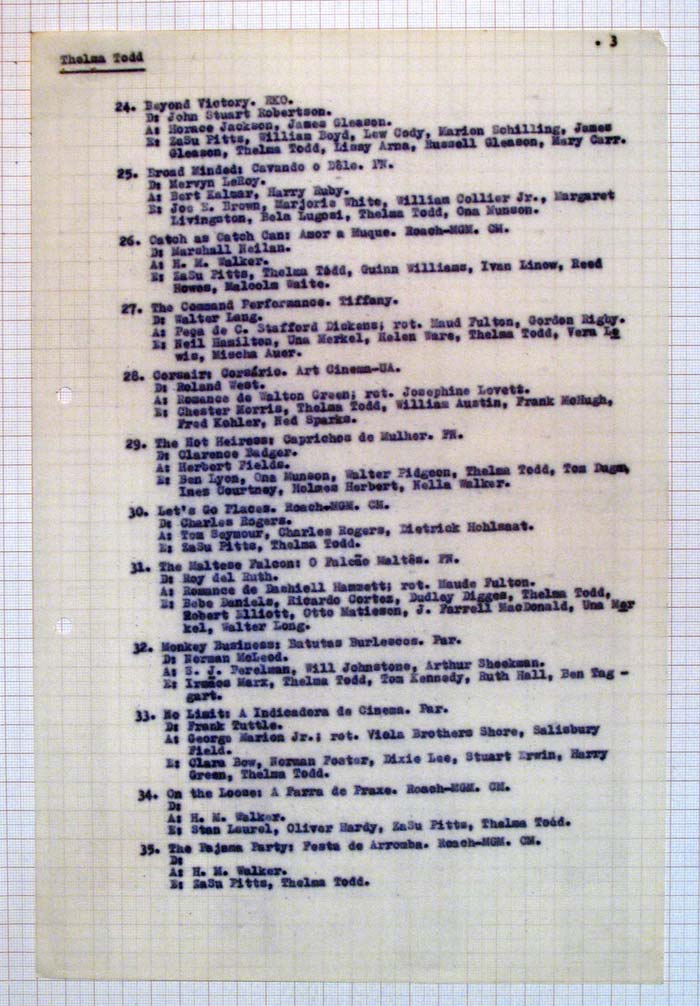 Thelma Todd
. 3
24. Beyond Victory. RKO.
D: John Stuart Robertson.
A: Horace Jackson, James Gleason.
E: ZaSu Pitts, William Boyd, Lew Cody, Marion Schilling, James
Gleason, Thelma Todd, Lissy Arna, Russell Gleason, Mary Carr.
25. Broad Minded: Cavando o Dêle. FN.
D: Mervyn LeRoy.
A: Bert Kalmar, Harry Ruby.
E: Joe E. Brown, Marjorie White, William Collier Jr., Margaret
Livingston, Bela Lugosi, Thelma Todd, Ona Munson.
26. Catch as Catch Can: Amor a Muque. Roach-MGM. CM.
D: Marshall Neilan.
A: H. M. Walker.
E: ZaSu Pitts, Thelma Todd, Guinn Williams, Ivan Linow, Reed
Howes, Malcolm Waite.
27. The Command Performance. Tiffany.
D: Walter Lang.
A: Peça de C. Stafford Dickens; rot. Maud Fulton, Gordon Rigby.
E: Neil Hamilton, Una Merkel, Helen Ware, Thelma Todd, Vera Le
wis, Mischa Auer.
28. Corsair: Corsário. Art Cinema-UA.
D: Roland West.
A: Romance de Walton Green; rot. Josephine Lovett.
E: Chester Morris, Thelma Todd, William Austin, Frank McHugh,
Fred Kohler, Ned Sparks.
29. The Hot Heiress: Caprichos de Mulher. FN.
D: Clarence Badger.
A: Herbert Fields.
E: Ben Lyon, Ona Munson, Walter Pidgeon, Thelma Todd, Tom Dugan,
Ines Courtney, Holmes Herbert, Nella Walker.
30. Let's Go Places. Roach-MGM. CM.
D: Charles Rogers.
A: Tom Seymour, Charles Rogers, Dietrick Hohlsaat.
E: ZaSu Pitts, Thelma Todd.
31. The Maltese Falcon: O Falcão Maltês. FN.
D: Roy del Ruth.
A: Romance de Dashiell Hammett; rot. Maude Fulton.
E: Bebe Daniels, Ricardo Cortez, Dudley Digges, Thelma Todd,
Robert Elliott, Otto Matieson, J. Farrell MacDonald, Una Mer
kel, Walter Long.
32. Monkey Business: Batutas Burlescos. Par.
D: Norman McLeod.
A: S. J. Perelman, Will Johnstone, Arthur Sheekman.
E: Irmãos Marx, Thelma Todd, Tom Kennedy, Ruth Hall, Ben Tag -
gart.
33. No Limit: A Indicadora de Cinema. Par.
D: Frank Tuttle.
A: George Marion Jr.; rot. Viola Brothers Shore, Salisbury
Field.
E: Clara Bow, Norman Foster, Dixie Lee, Stuart Erwin, Harry
Green, Thelma Todd.
34. On the Loose: A Farra de Praxe. Roach-MGM. CM.
D:
A: H. M. Walker.
E: Stan Laurel, Oliver Hardy, ZaSu Pitts, Thelma Todd.
35. The Pajama Party: Festa de Arromba. Roach-MGM. CM.
D:
A: H. M. Walker.
E: ZaSu Pitts, Thelma Todd.